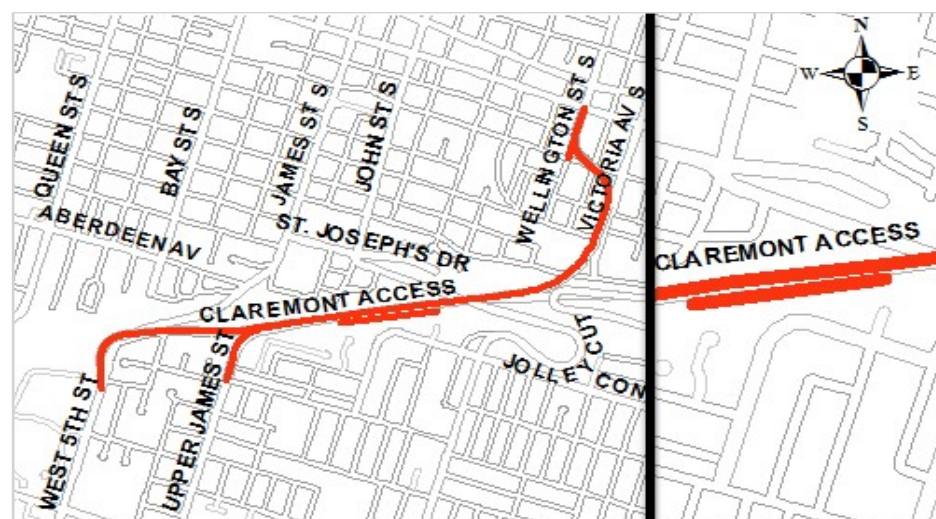 N
W E
S
QUEEN ST S
BAY ST S
JAMES ST S
JOHN ST S
WELLINGTON ST S
VICTORIA AV S
ABERDEEN AV
ST. JOSEPH'S DR
CLAREMONT ACCESS
CLAREMONT ACCESS
JOLLEY CUT
CON
WEST 5TH ST
UPPER JAMES ST